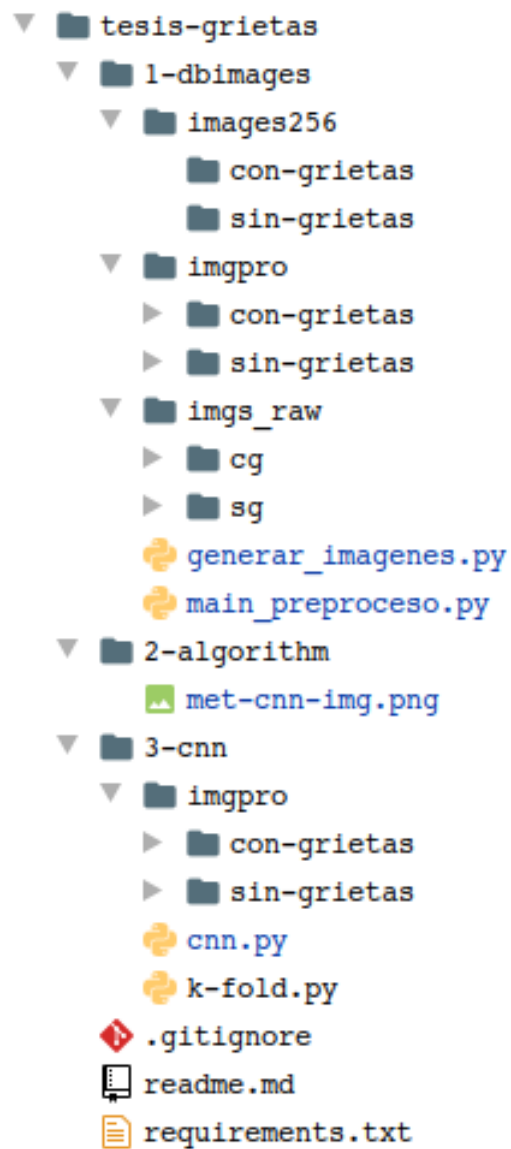 tesis-grietas
1-dbimages
images256
con-grietas
sin-grietas
imgpro
con-grietas
sin-grietas
imgs_raw
cg
sg
generar_imagenes.py
main_preproceso.py
2-algorithm
met-cnn-img.png
3-cnn
imgpro
con-grietas
sin-grietas
cnn.py
k-fold.py
.gitignore
readme.md
requirements.txt